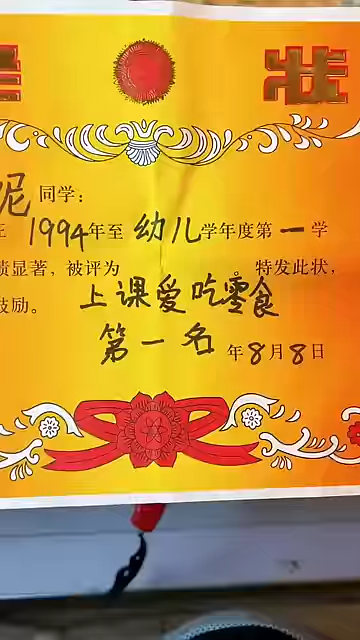 状
妮同学：
1994年至幼儿学年度第一学
绩显著，被评为 特发此状，
上课爱吃零食
鼓励。
第一名 年8月8日